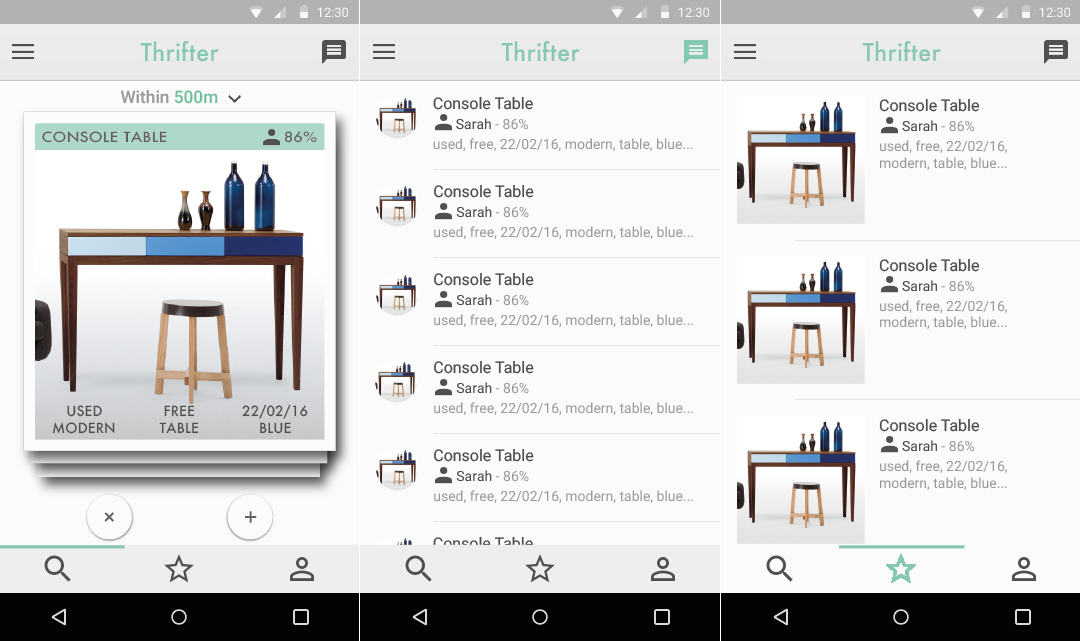 12:30
Thrifter
Within 500m
CONSOLE TABLE 86%
USED FREE 22/02/16
MODERN TABLE BLUE
12:30
Thrifter
Console Table
Sarah - 86%
used, free, 22/02/16, modern, table, blue...
Console Table
Sarah - 86%
used, free, 22/02/16, modern, table, blue...
Console Table
Sarah - 86%
used, free, 22/02/16, modern, table, blue...
Console Table
Sarah - 86%
used, free, 22/02/16, modern, table, blue...
Console Table
Sarah - 86%
used, free, 22/02/16, modern, table, blue...
Console Table
12:30
Thrifter
Console Table
Sarah - 86%
used, free, 22/02/16,
modern, table, blue...
Console Table
Sarah - 86%
used, free, 22/02/16,
modern, table, blue...
Console Table
Sarah - 86%
used, free, 22/02/16,
modern, table, blue...